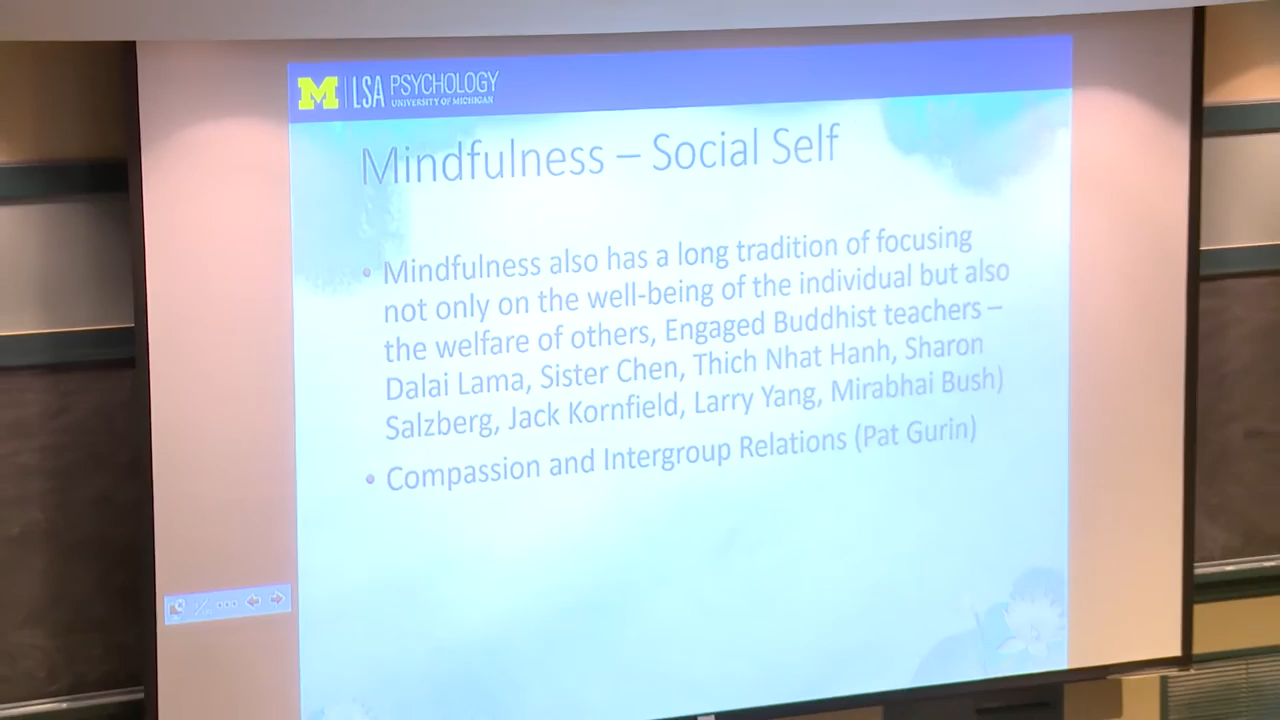 M LSA PSYCHOLOGY
UNIVERSITY OF MICHIGAN
Mindfulness – Social Self
• Mindfulness also has a long tradition of focusing
not only on the well-being of the individual but also
the welfare of others, Engaged Buddhist teachers –
Dalai Lama, Sister Chen, Thich Nhat Hanh, Sharon
Salzberg, Jack Kornfield, Larry Yang, Mirabhai Bush)
• Compassion and Intergroup Relations (Pat Gurin)